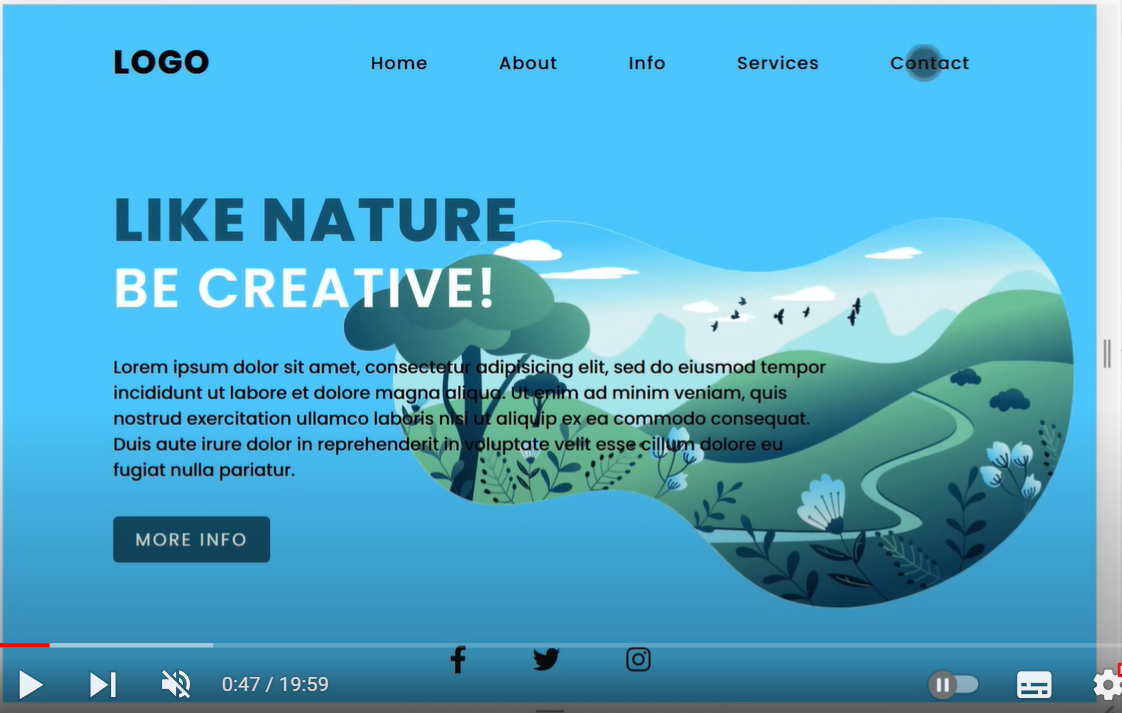 LOGO
Home About Info Services Contact
LIKE NATURE
BE CREATIVE!
Lorem ipsum dolor sit amet, consectetur adipisicing elit, sed do eiusmod tempor
incididunt ut labore et dolore magna aliqua. Ut enim ad minim veniam, quis
nostrud exercitation ullamco laboris nisi ut aliquip ex ea commodo consequat.
Duis aute irure dolor in reprehenderit in voluptate velit esse cillum dolore eu
fugiat nulla pariatur.
MORE INFO
0:47 / 19:59